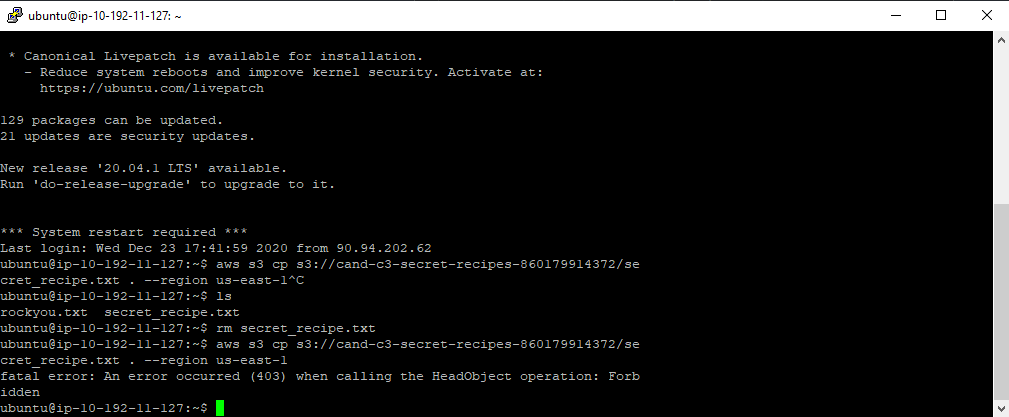 ubuntu@ip-10-192-11-127: ~
* Canonical Livepatch is available for installation.
- Reduce system reboots and improve kernel security. Activate at:
https://ubuntu.com/livepatch
129 packages can be updated.
21 updates are security updates.
New release '20.04.1 LTS' available.
Run 'do-release-upgrade' to upgrade to it.
*** System restart required ***
Last login: Wed Dec 23 17:41:59 2020 from 90.94.202.62
ubuntu@ip-10-192-11-127:~$ aws s3 cp s3://cand-c3-secret-recipes-860179914372/se
cret_recipe.txt . --region us-east-1^C
ubuntu@ip-10-192-11-127:~$ ls
rockyou.txt  secret_recipe.txt
ubuntu@ip-10-192-11-127:~$ rm secret_recipe.txt
ubuntu@ip-10-192-11-127:~$ aws s3 cp s3://cand-c3-secret-recipes-860179914372/se
cret_recipe.txt . --region us-east-1
fatal error: An error occurred (403) when calling the HeadObject operation: Forb
idden
ubuntu@ip-10-192-11-127:~$